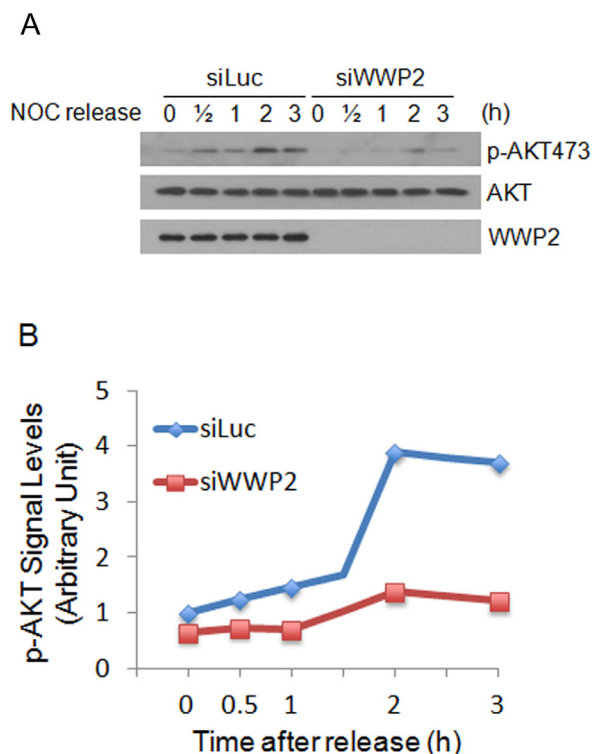 A
siLuc siWWP2
NOC release 0 ½ 1 2 3 0 ½ 1 2 3 (h)
p-AKT473
AKT
WWP2
B
p-AKT Signal Levels
(Arbitrary Unit)
5
4
3
2
1
0
siLuc
siWWP2
0 0.5 1 2 3
Time after release (h)